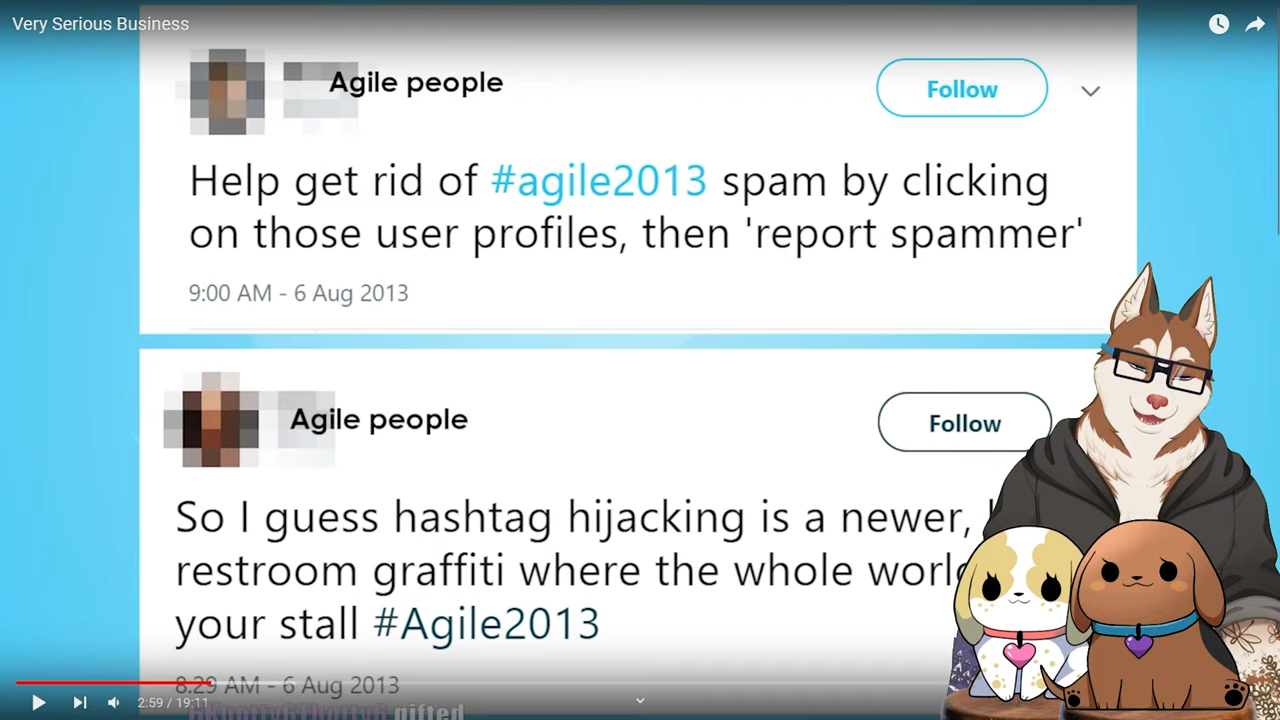 Very Serious Business
Agile people
Follow
Help get rid of #agile2013 spam by clicking
on those user profiles, then 'report spammer'
9:00 AM - 6 Aug 2013
Agile people
Follow
So I guess hashtag hijacking is a newer,
restroom graffiti where the whole world
your stall #Agile2013
8:29 AM - 6 Aug 2013
2:59 / 19:11
gifted